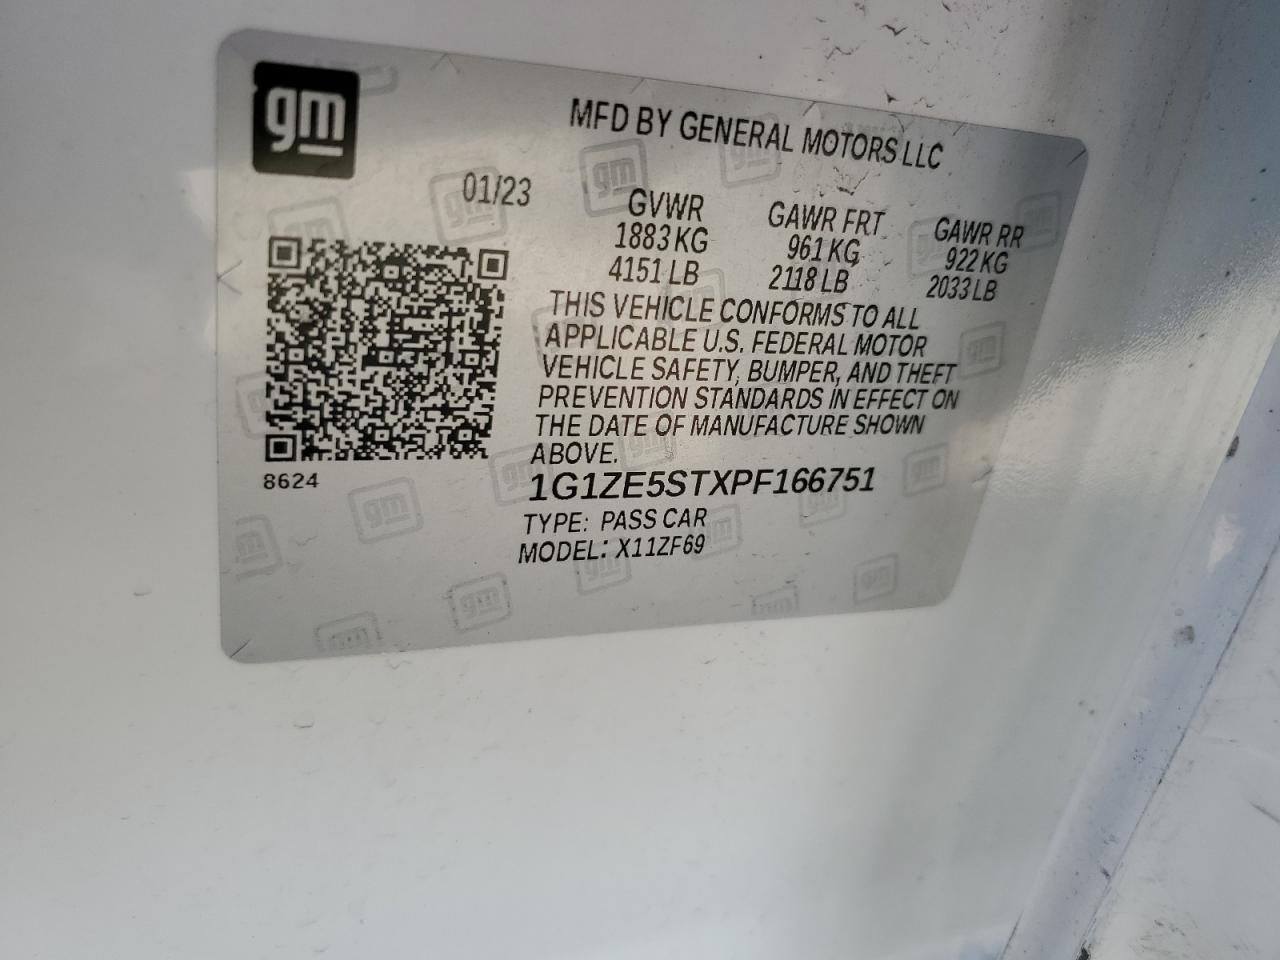 gm
MFD BY GENERAL MOTORS LLC
01/23
GVWR GAWR FRT GAWR RR
1883 KG 961 KG 922 KG
4151 LB 2118 LB 2033 LB
THIS VEHICLE CONFORMS TO ALL
APPLICABLE U.S. FEDERAL MOTOR
VEHICLE SAFETY, BUMPER, AND THEFT
PREVENTION STANDARDS IN EFFECT ON
THE DATE OF MANUFACTURE SHOWN
ABOVE.
8624
1G1ZE5STXPF166751
TYPE: PASS CAR
MODEL: X11ZF69